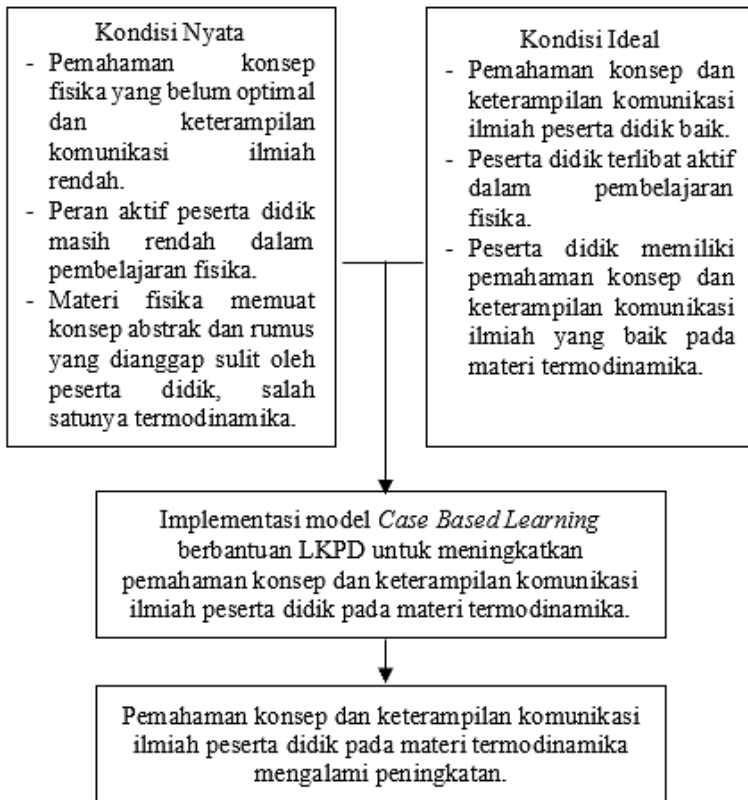 Kondisi Nyata
- Pemahaman konsep
fisika yang belum optimal
dan keterampilan
komunikasi ilmiah
rendah.
- Peran aktif peserta didik
masih rendah dalam
pembelajaran fisika.
- Materi fisika memuat
konsep abstrak dan rumus
yang dianggap sulit oleh
peserta didik, salah
satunya termodinamika.
Kondisi Ideal
- Pemahaman konsep dan
keterampilan komunikasi
ilmiah peserta didik baik.
- Peserta didik terlibat aktif
dalam pembelajaran
fisika.
- Peserta didik memiliki
pemahaman konsep dan
keterampilan komunikasi
ilmiah yang baik pada
materi termodinamika.
Implementasi model Case Based Learning
berbantuan LKPD untuk meningkatkan
pemahaman konsep dan keterampilan komunikasi
ilmiah peserta didik pada materi termodinamika.
Pemahaman konsep dan keterampilan komunikasi
ilmiah peserta didik pada materi termodinamika
mengalami peningkatan.